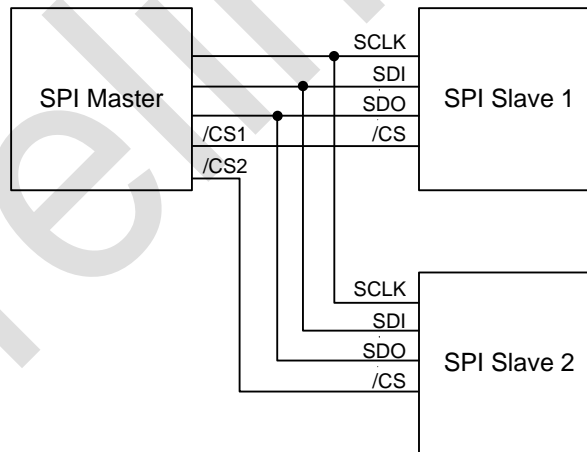 SCLK
SDI
SPI Master
SDO
SPI Slave 1
/CS1
/CS
/CS2
SCLK
SDI
SDO
SPI Slave 2
/CS